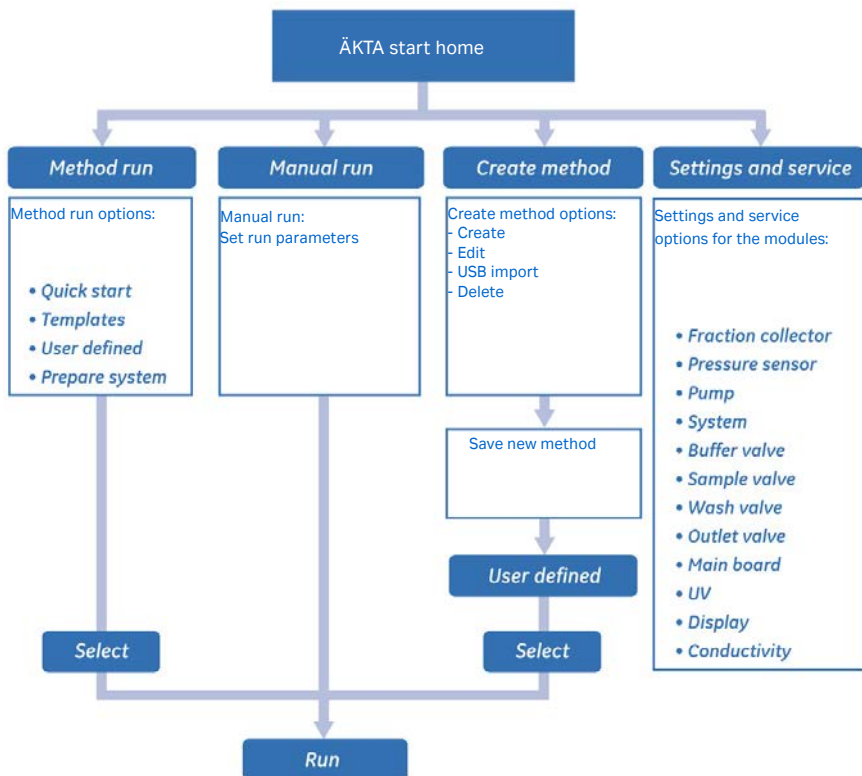 ÄKTA start home
Method run
Manual run
Create method
Settings and service
Method run options:
• Quick start
• Templates
• User defined
• Prepare system
Manual run:
Set run parameters
Create method options:
- Create
- Edit
- USB import
- Delete
Save new method
User defined
Settings and service
options for the modules:
• Fraction collector
• Pressure sensor
• Pump
• System
• Buffer valve
• Sample valve
• Wash valve
• Outlet valve
• Main board
• UV
• Display
• Conductivity
Select
Select
Run